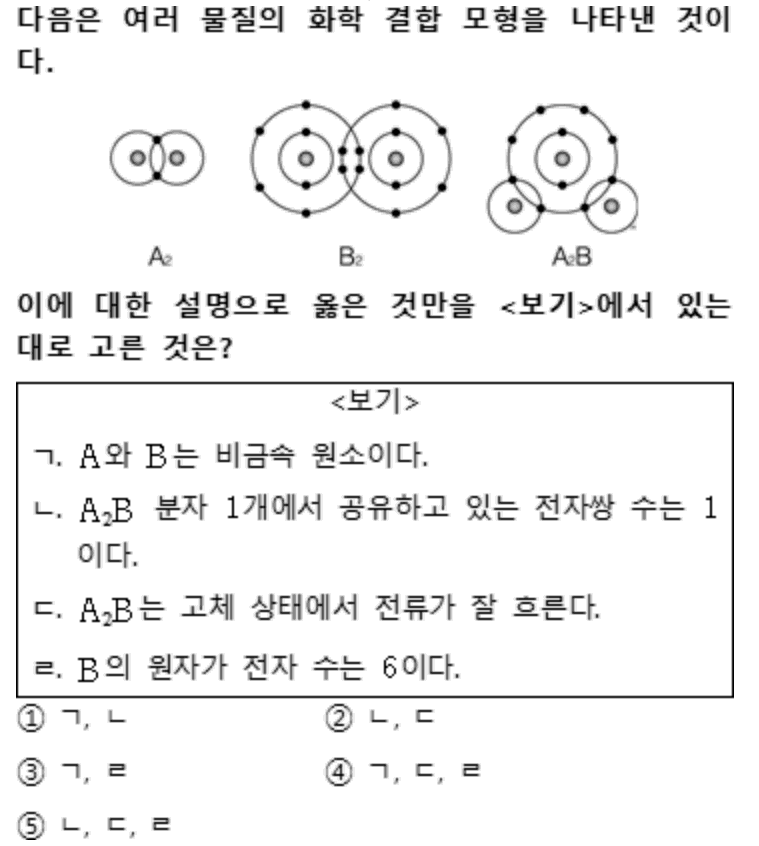 다음은 여러 물질의 화학 결합 모형을 나타낸 것이
다.
A₂ B₂ A₂B
이에 대한 설명으로 옳은 것만을 <보기>에서 있는
대로 고른 것은?
<보기>
ㄱ. A와 B는 비금속 원소이다.
ㄴ. A₂B 분자 1개에서 공유하고 있는 전자쌍 수는 1
이다.
ㄷ. A₂B는 고체 상태에서 전류가 잘 흐른다.
ㄹ. B의 원자가 전자 수는 6이다.
① ㄱ, ㄴ ② ㄴ, ㄷ
③ ㄱ, ㄹ ④ ㄱ, ㄷ, ㄹ
⑤ ㄴ, ㄷ, ㄹ